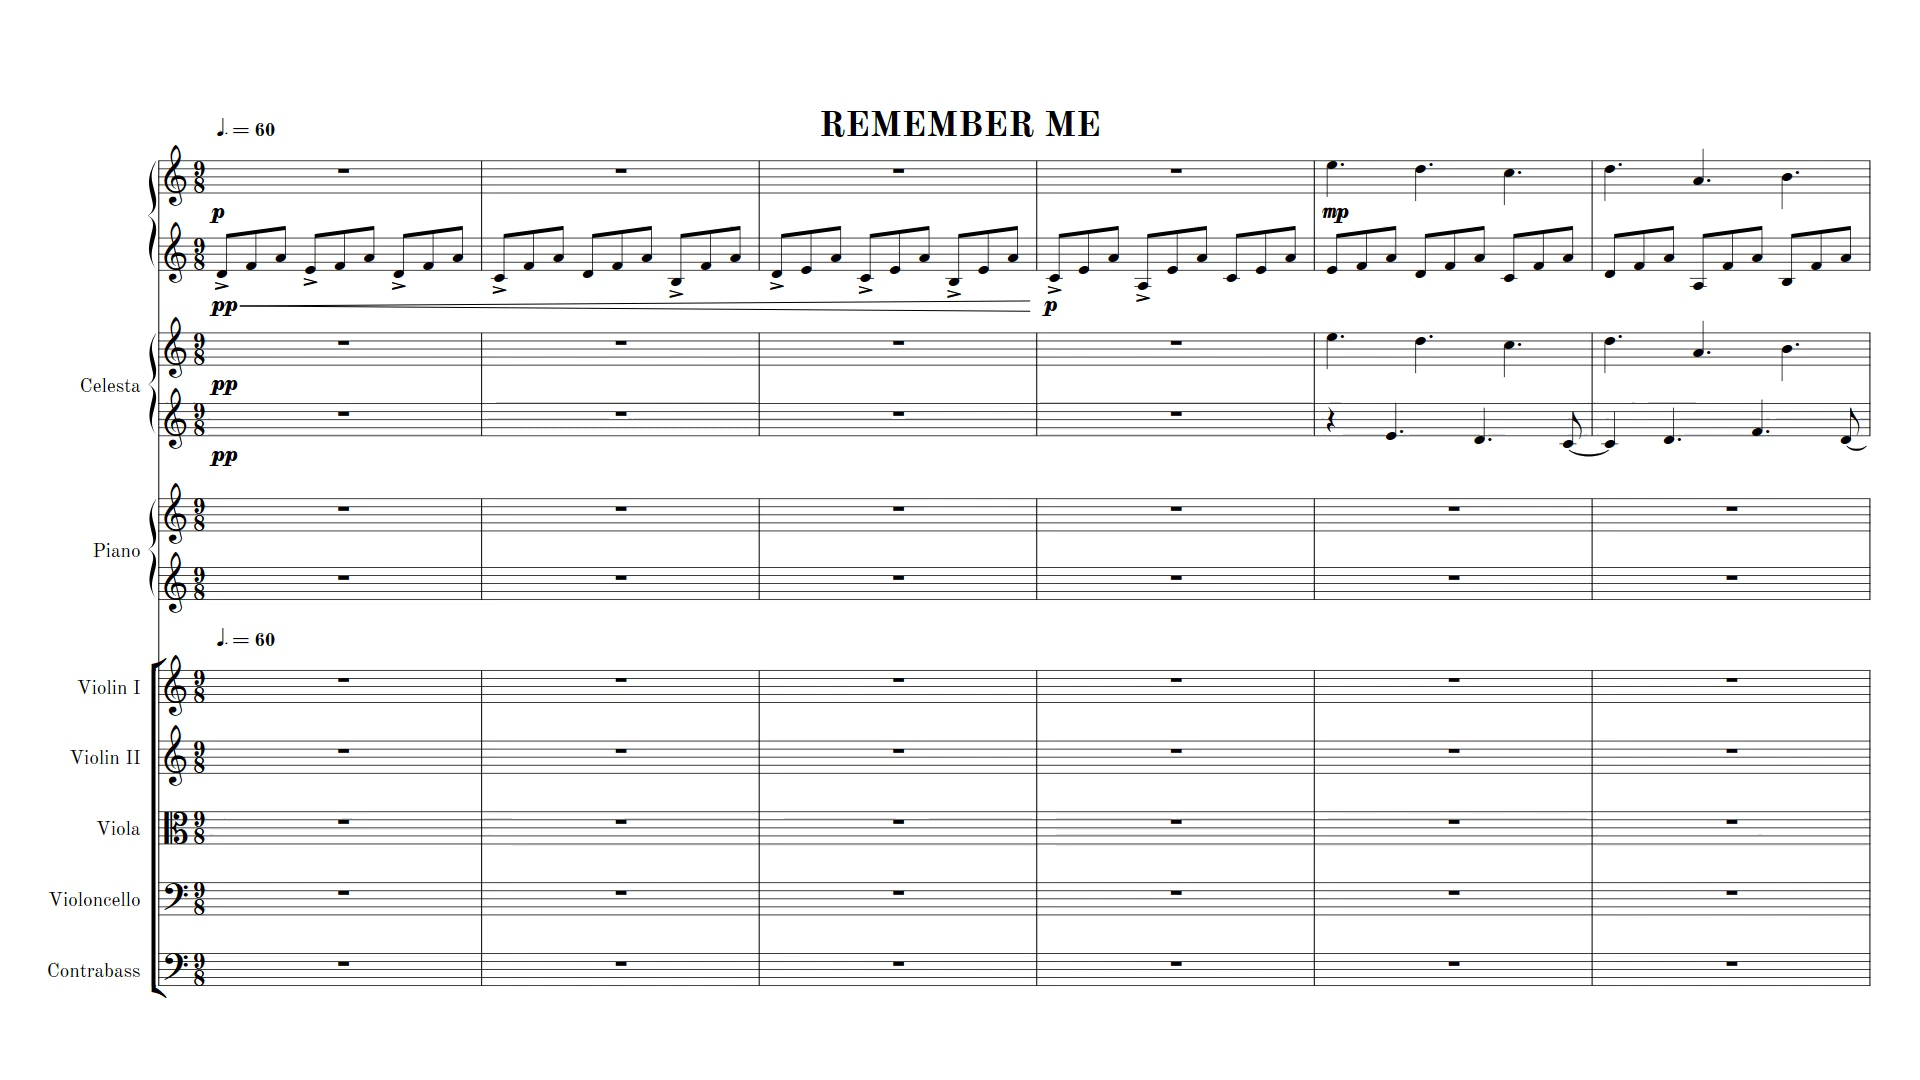 REMEMBER ME
♩. = 60
9/8
p
mp
pp
p
Celesta
pp
pp
Piano
♩. = 60
Violin I
Violin II
Viola
Violoncello
Contrabass